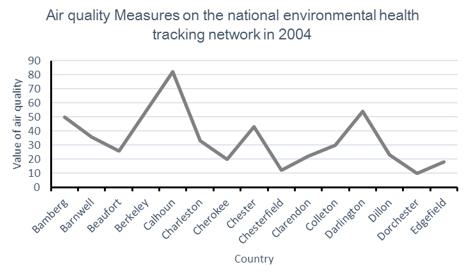 Air quality Measures on the national environmental health
tracking network in 2004
Value of air quality
90
80
70
60
50
40
30
20
10
0
Bamberg
Barnwell
Beaufort
Berkeley
Calhoun
Charleston
Cherokee
Chester
Chesterfield
Clarendon
Colleton
Darlington
Dillon
Dorchester
Edgefield
Country